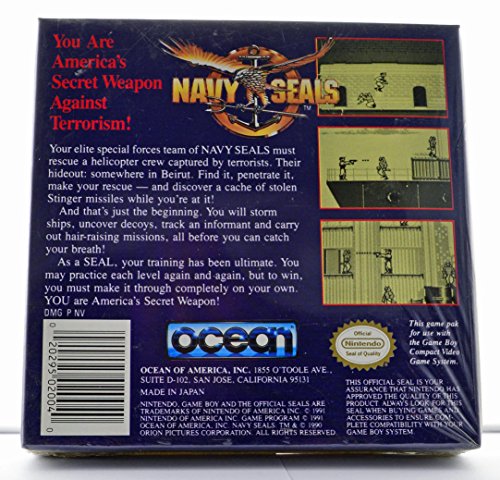 You Are
America's
Secret Weapon
Against
Terrorism!
NAVY SEALS
TM
Your elite special forces team of NAVY SEALS must
rescue a helicopter crew captured by terrorists. Their
hideout: somewhere in Beirut. Find it, penetrate it,
make your rescue — and discover a cache of stolen
Stinger missiles while you're at it!
And that's just the beginning. You will storm
ships, uncover decoys, track an informant and carry
out hair-raising missions, all before you can catch
your breath!
As a SEAL, your training has been ultimate. You
may practice each level again and again, but to win,
you must make it through completely on your own.
YOU are America's Secret Weapon!
DMG P NV
0 20295 02000 4
ocean
OCEAN OF AMERICA, INC. 1855 O'TOOLE AVE.,
SUITE D-102, SAN JOSE, CALIFORNIA 95131
MADE IN JAPAN
NINTENDO, GAME BOY AND THE OFFICIAL SEALS ARE
TRADEMARKS OF NINTENDO OF AMERICA INC. © 1991
NINTENDO OF AMERICA INC. GAME PROGRAM © 1991
OCEAN OF AMERICA, INC. NAVY SEALS ™ & © 1990
ORION PICTURES CORPORATION. ALL RIGHTS RESERVED.
Official
Nintendo
Seal of Quality
This game pak
for use with
the Game Boy
Compact Video
Game System.
THIS OFFICIAL SEAL IS YOUR
ASSURANCE THAT NINTENDO HAS
APPROVED THE QUALITY OF THIS
PRODUCT. ALWAYS LOOK FOR THIS
SEAL WHEN BUYING GAMES AND
ACCESSORIES TO ENSURE COM-
PLETE COMPATIBILITY WITH YOUR
GAME BOY SYSTEM.